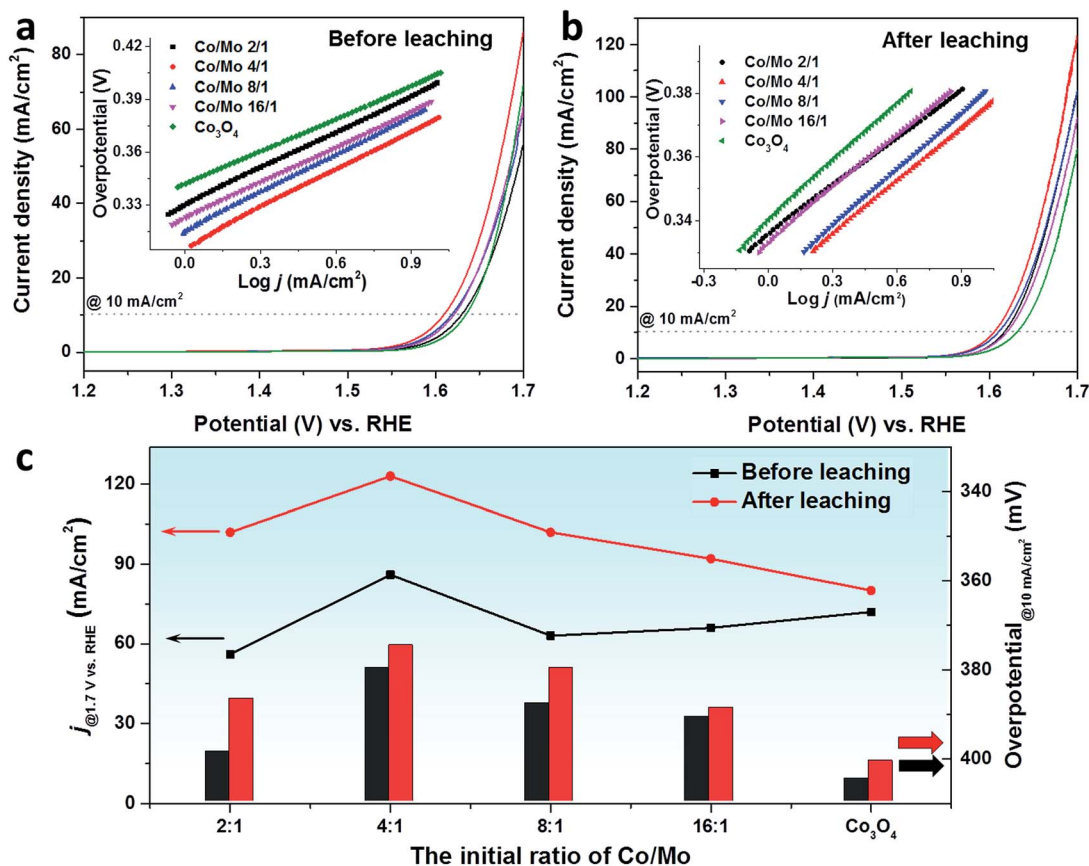 a
Before leaching
Current density (mA/cm²)
80
60
40
20
0
Overpotential (V)
0.42
0.39
0.36
0.33
Co/Mo 2/1
Co/Mo 4/1
Co/Mo 8/1
Co/Mo 16/1
Co₃O₄
0.0 0.3 0.6 0.9
Log j (mA/cm²)
@ 10 mA/cm²
1.2 1.3 1.4 1.5 1.6 1.7
Potential (V) vs. RHE
b
After leaching
Current density (mA/cm²)
120
100
80
60
40
20
0
Overpotential (V)
0.38
0.36
0.34
Co/Mo 2/1
Co/Mo 4/1
Co/Mo 8/1
Co/Mo 16/1
Co₃O₄
-0.3 0.0 0.3 0.6 0.9
Log j (mA/cm²)
@ 10 mA/cm²
1.2 1.3 1.4 1.5 1.6 1.7
Potential (V) vs. RHE
c
Before leaching
After leaching
j@1.7 V vs. RHE (mA/cm²)
120
90
60
30
0
340
360
380
400
Overpotential@10 mA/cm² (mV)
2:1 4:1 8:1 16:1 Co₃O₄
The initial ratio of Co/Mo